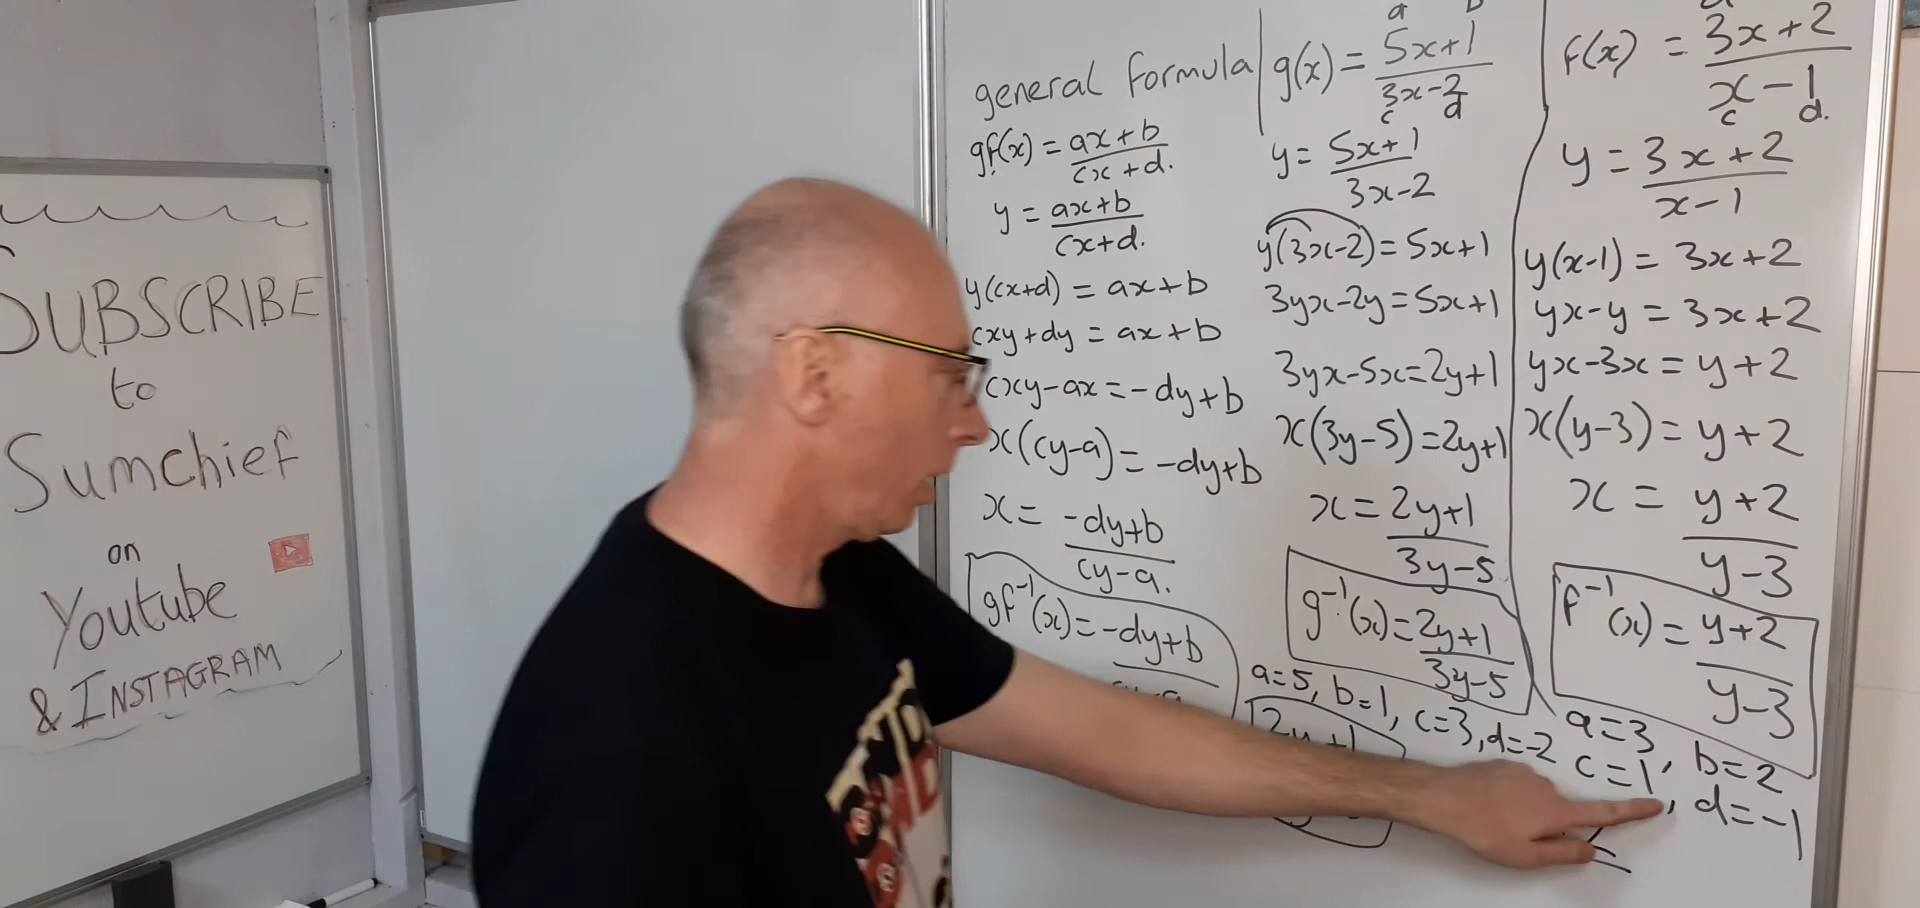 SUBSCRIBE
to
Sumchief
on
Youtube
& INSTAGRAM
general formula
gf(x) = ax+b / cx+d.
y = ax+b / cx+d.
y(cx+d) = ax+b
cxy+dy = ax+b
cxy-ax = -dy+b
x(cy-a) = -dy+b
x = -dy+b / cy-a.
gf⁻¹(x) = -dy+b
a b
g(x) = 5x+1 / 3x-2
c d
y = 5x+1 / 3x-2
y(3x-2) = 5x+1
3yx-2y = 5x+1
3yx-5x = 2y+1
x(3y-5) = 2y+1
x = 2y+1 / 3y-5
g⁻¹(x) = 2y+1 / 3y-5
a=5, b=1, c=3, d=-2
2y+1
f(x) = 3x+2 / x-1
c d.
y = 3x+2 / x-1
y(x-1) = 3x+2
yx-y = 3x+2
yx-3x = y+2
x(y-3) = y+2
x = y+2 / y-3
f⁻¹(x) = y+2 / y-3
a=3, b=2
c=1, d=-1